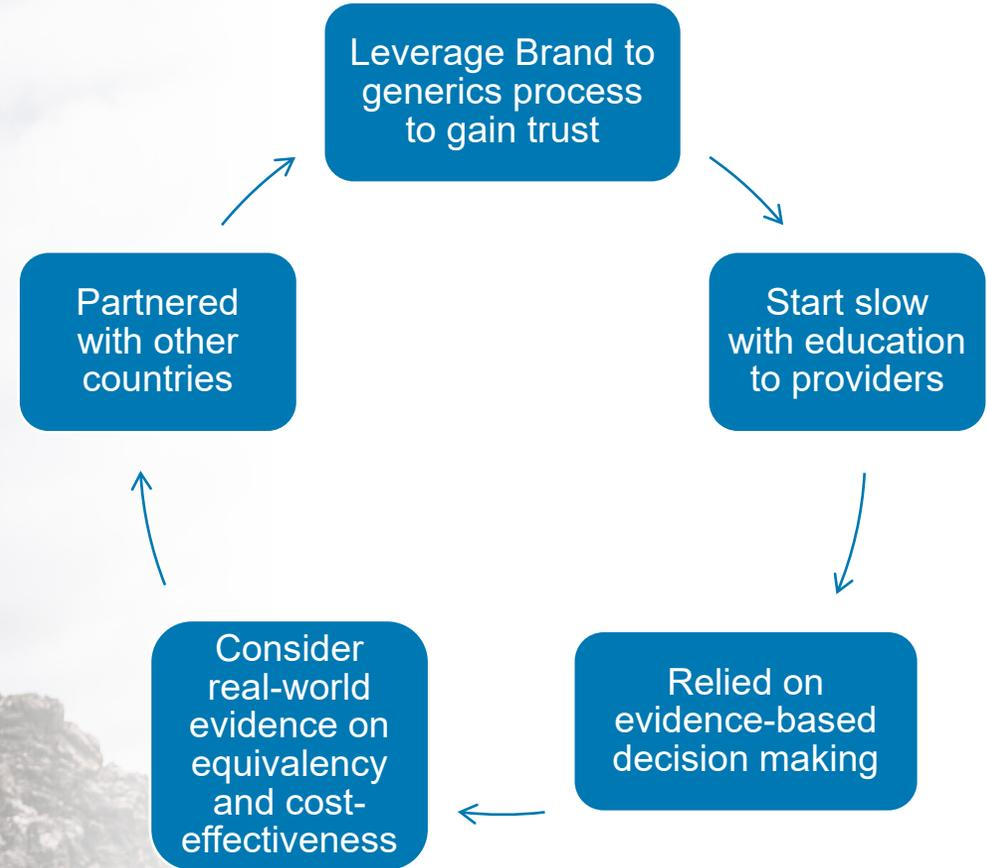 Leverage Brand to
generics process
to gain trust
Start slow
with education
to providers
Relied on
evidence-based
decision making
Consider
real-world
evidence on
equivalency
and cost-
effectiveness
Partnered
with other
countries